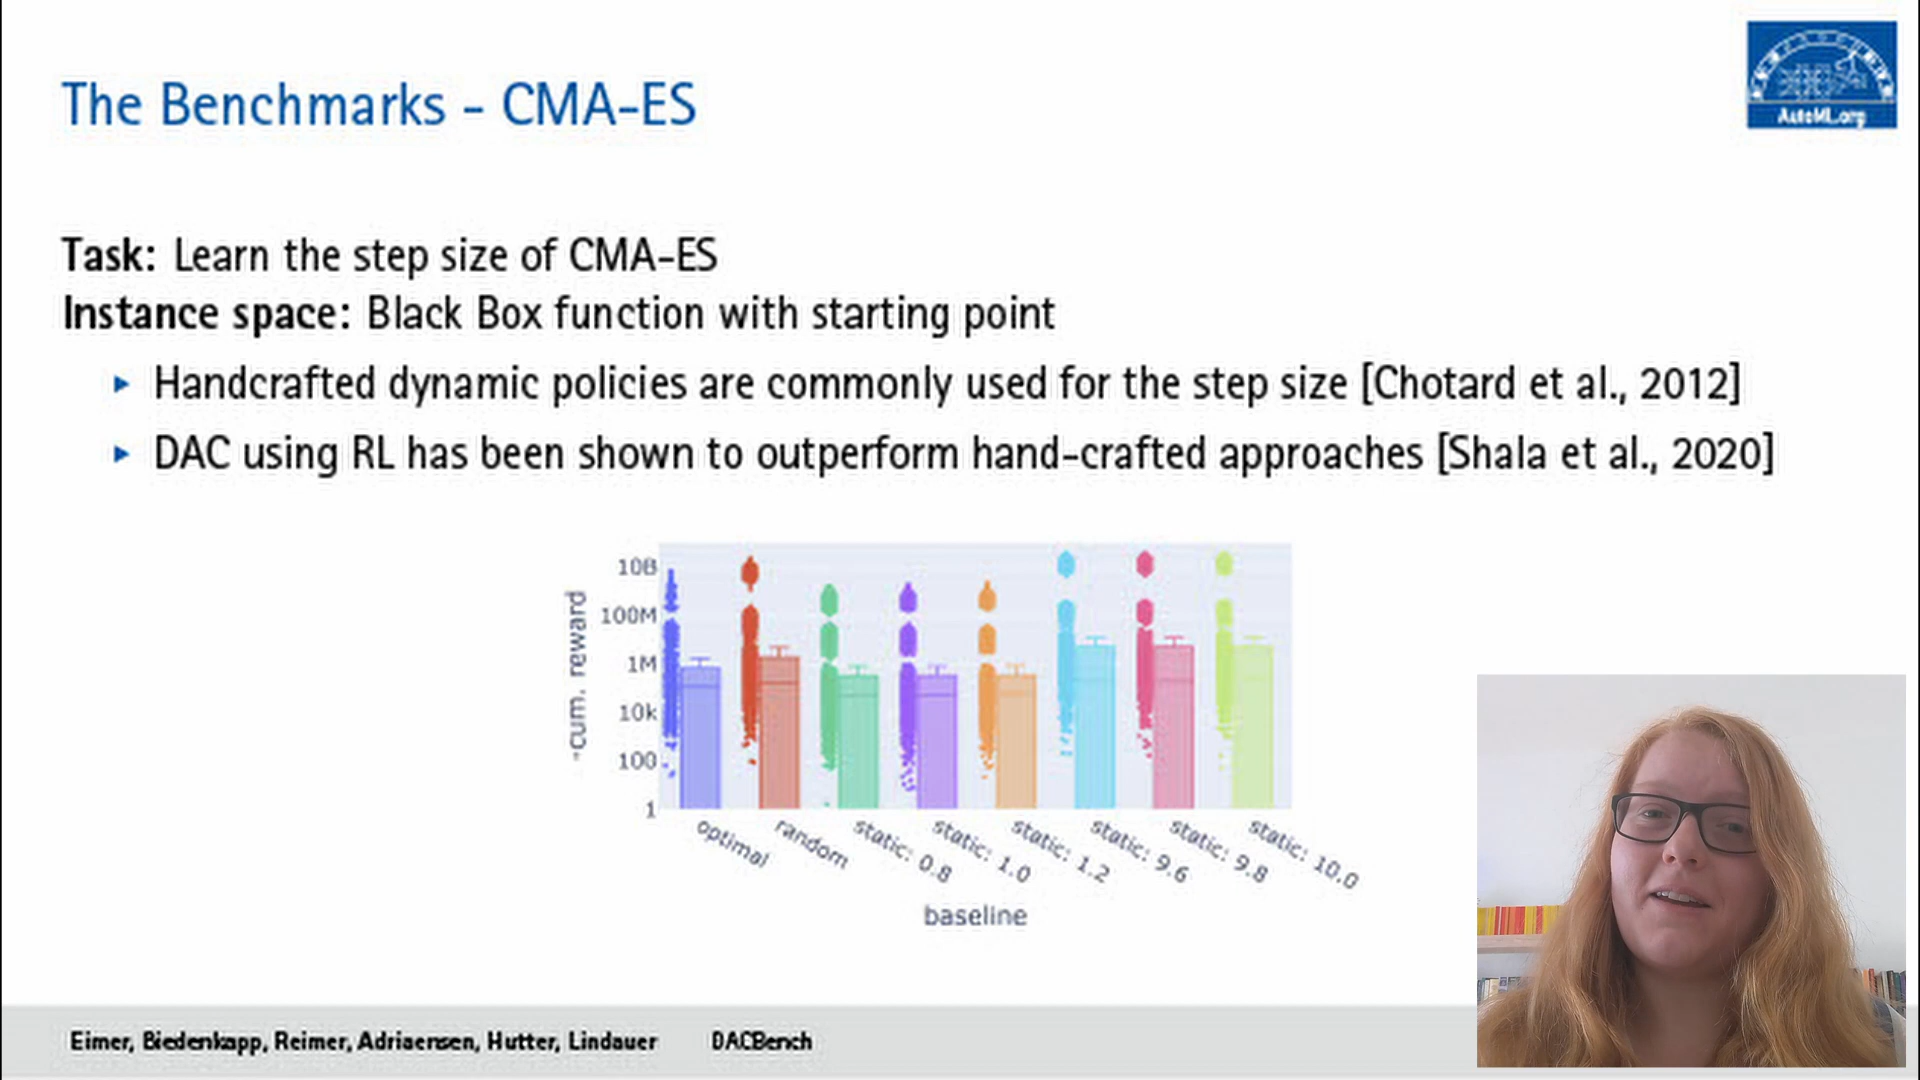 The Benchmarks - CMA-ES
AutoML.org
Task: Learn the step size of CMA-ES
Instance space: Black Box function with starting point
Handcrafted dynamic policies are commonly used for the step size [Chotard et al., 2012]
DAC using RL has been shown to outperform hand-crafted approaches [Shala et al., 2020]
10B
100M
1M
10k
100
1
-cum. reward
optimal
random
static: 0.8
static: 1.0
static: 1.2
static: 9.6
static: 9.8
static: 10.0
baseline
Eimer, Biedenkapp, Reimer, Adriaensen, Hutter, Lindauer DACBench